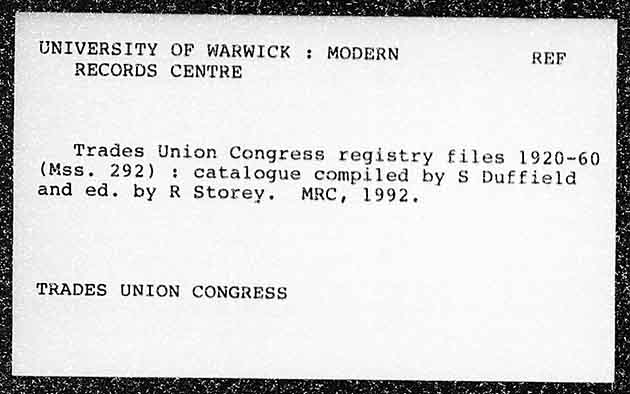 UNIVERSITY OF WARWICK : MODERN REF
RECORDS CENTRE
Trades Union Congress registry files 1920-60
(Mss. 292) : catalogue compiled by S Duffield
and ed. by R Storey. MRC, 1992.
TRADES UNION CONGRESS